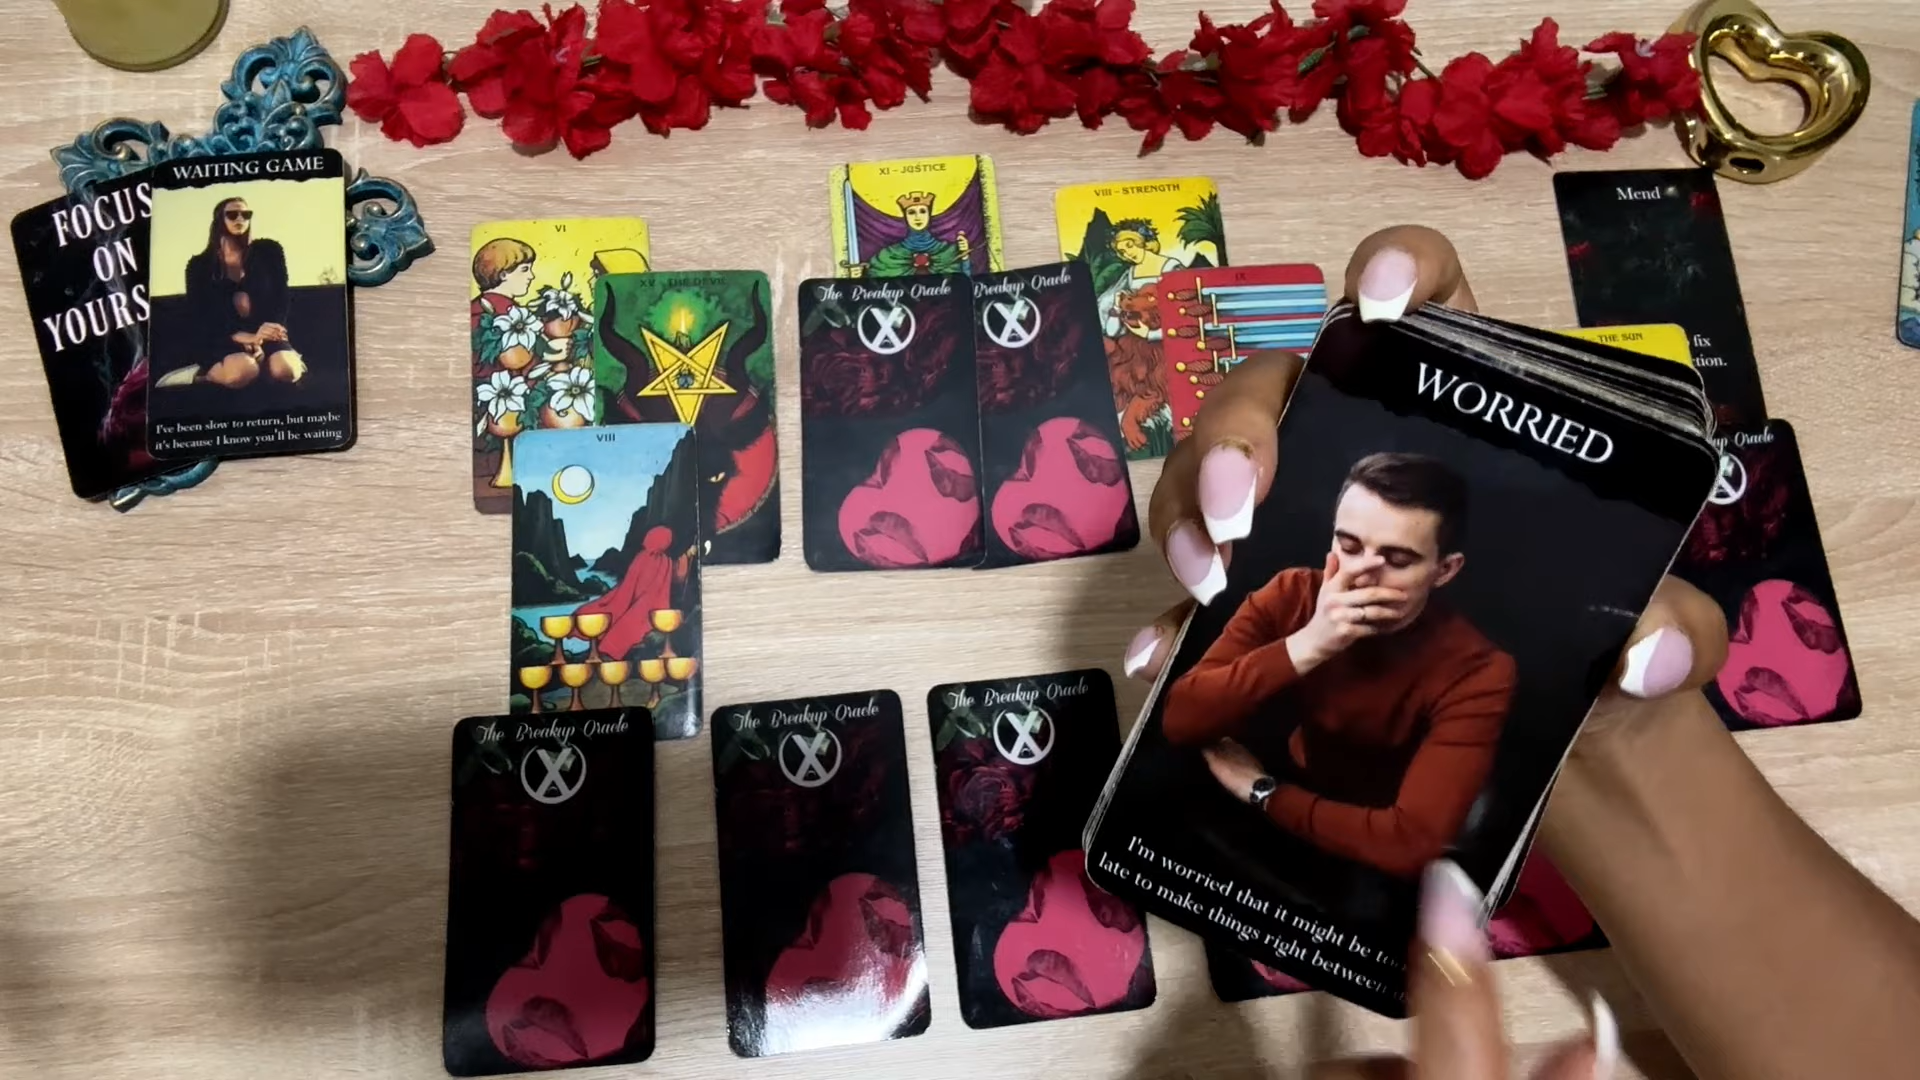 WAITING GAME
FOCUS
ON
YOURS
I've been slow to return, but maybe
it's because I know you'll be waiting
VI
XV - THE DEVIL
VIII
XI - JUSTICE
The Breakup Oracle
Breakup Oracle
VIII - STRENGTH
IX
Mend
THE SUN
fix
tion.
Oracle
WORRIED
I'm worried that it might be to
late to make things right between
The Breakup Oracle
The Breakup Oracle
The Breakup Oracle